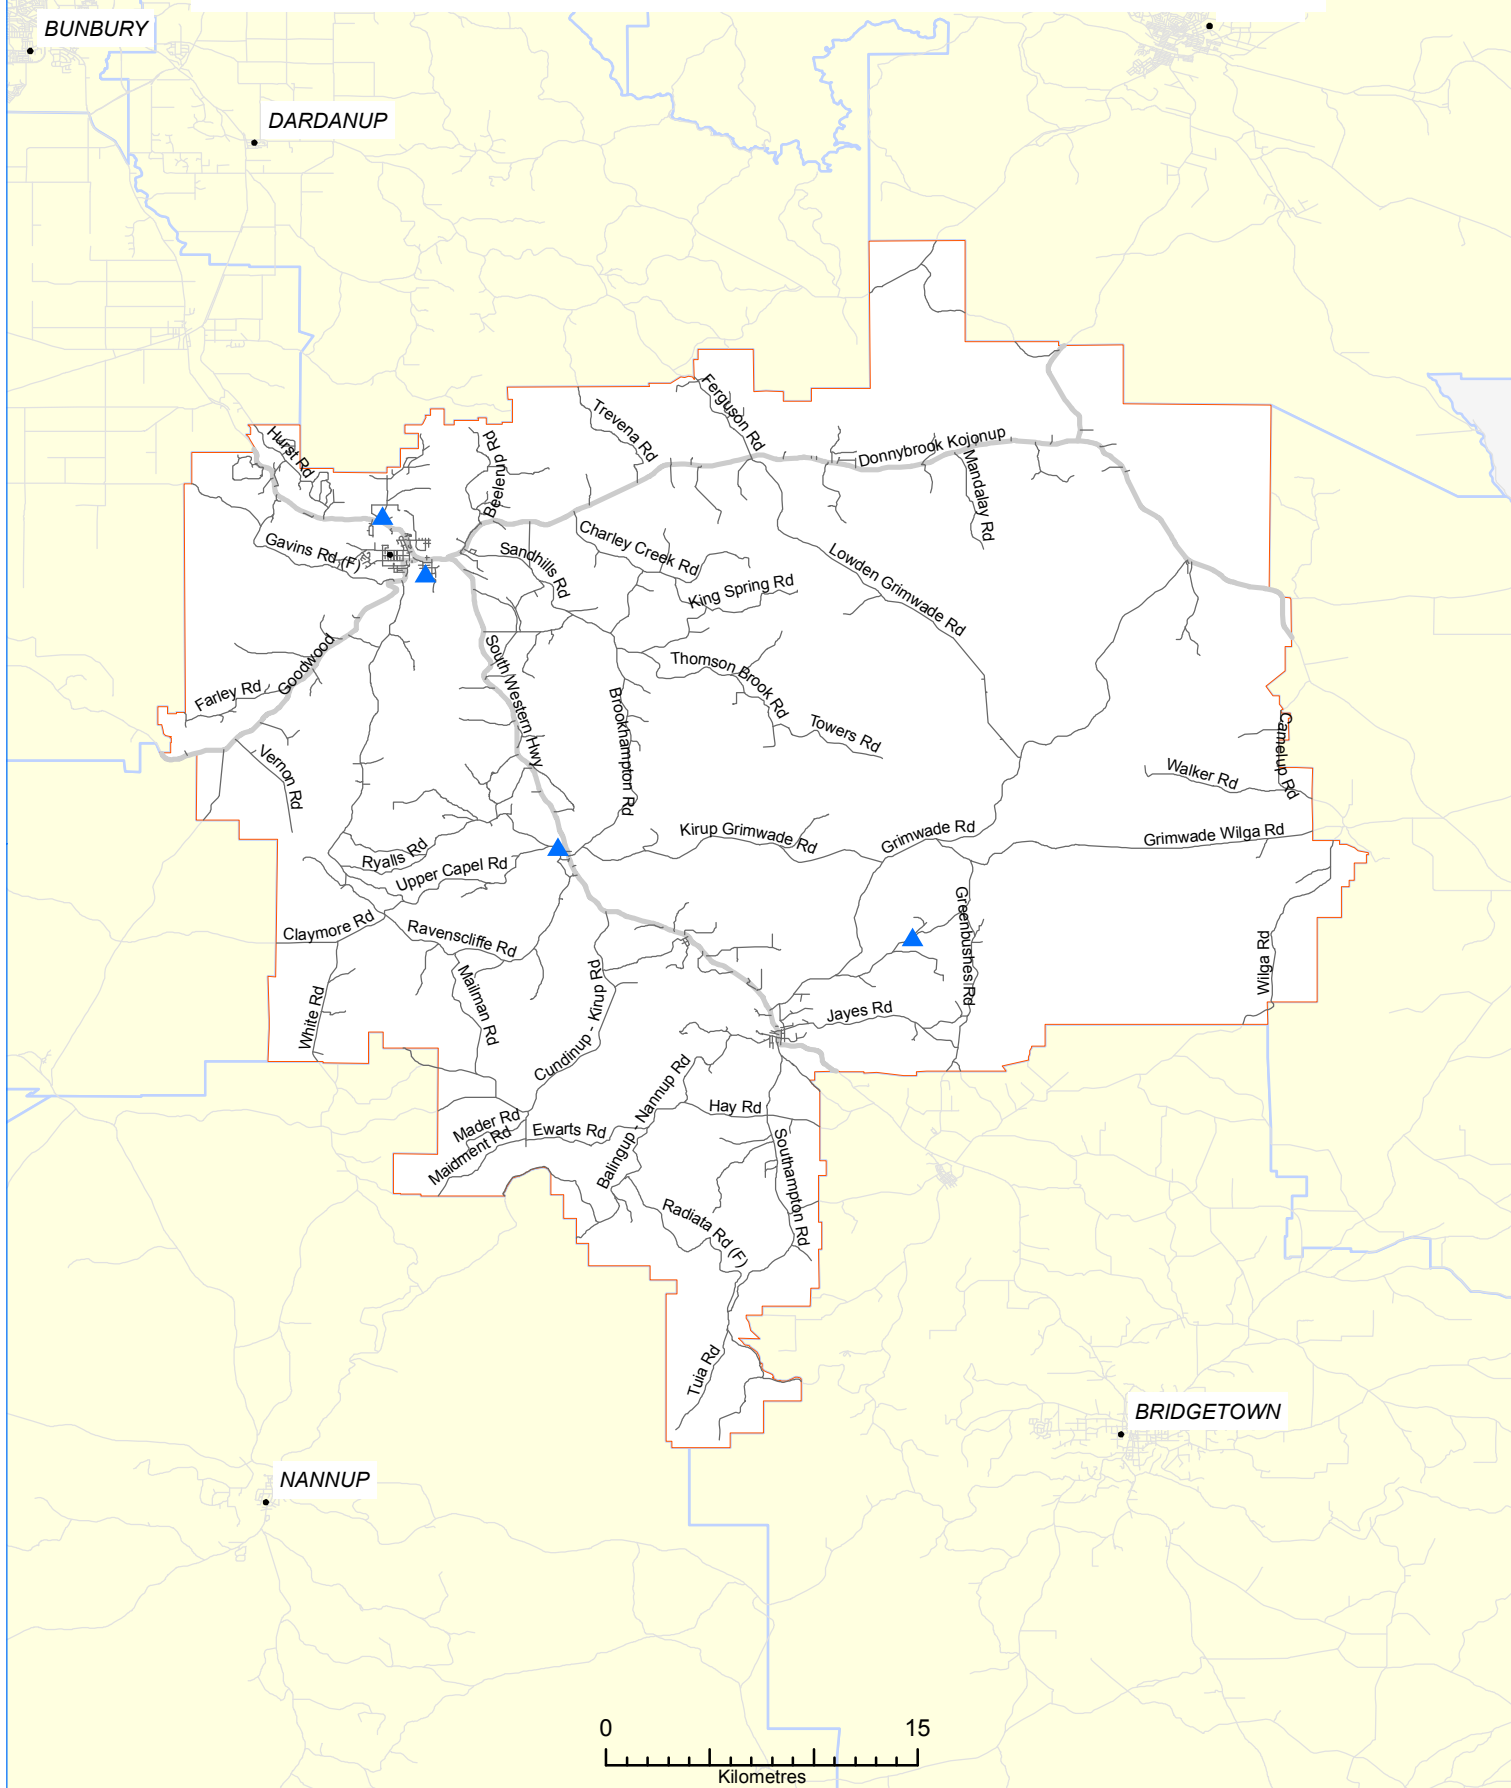 BUNBURY
DARDANUP
Ferguson Rd
Trevena Rd
Hurst Rd
Beelerup Rd
Donnybrook Kojonup
Mandalay Rd
Gavins Rd (F)
Sandhills Rd
Charley Creek Rd
King Spring Rd
Lowden Grimwade Rd
Goodwood
Farley Rd
South Western Hwy
Thomson Brook Rd
Brookhampton Rd
Towers Rd
Vernon Rd
Camelup Rd
Walker Rd
Ryalls Rd
Upper Capel Rd
Kirup Grimwade Rd
Grimwade Rd
Grimwade Wilga Rd
Claymore Rd
Ravenscliffe Rd
Greenbushes Rd
Wilga Rd
White Rd
Mailman Rd
Cundinup - Kirup Rd
Jayes Rd
Mader Rd
Maidment Rd
Ewarts Rd
Balingup - Nannup Rd
Hay Rd
Southampton Rd
Radiata Rd (F)
Tuia Rd
BRIDGETOWN
NANNUP
0 15
Kilometres